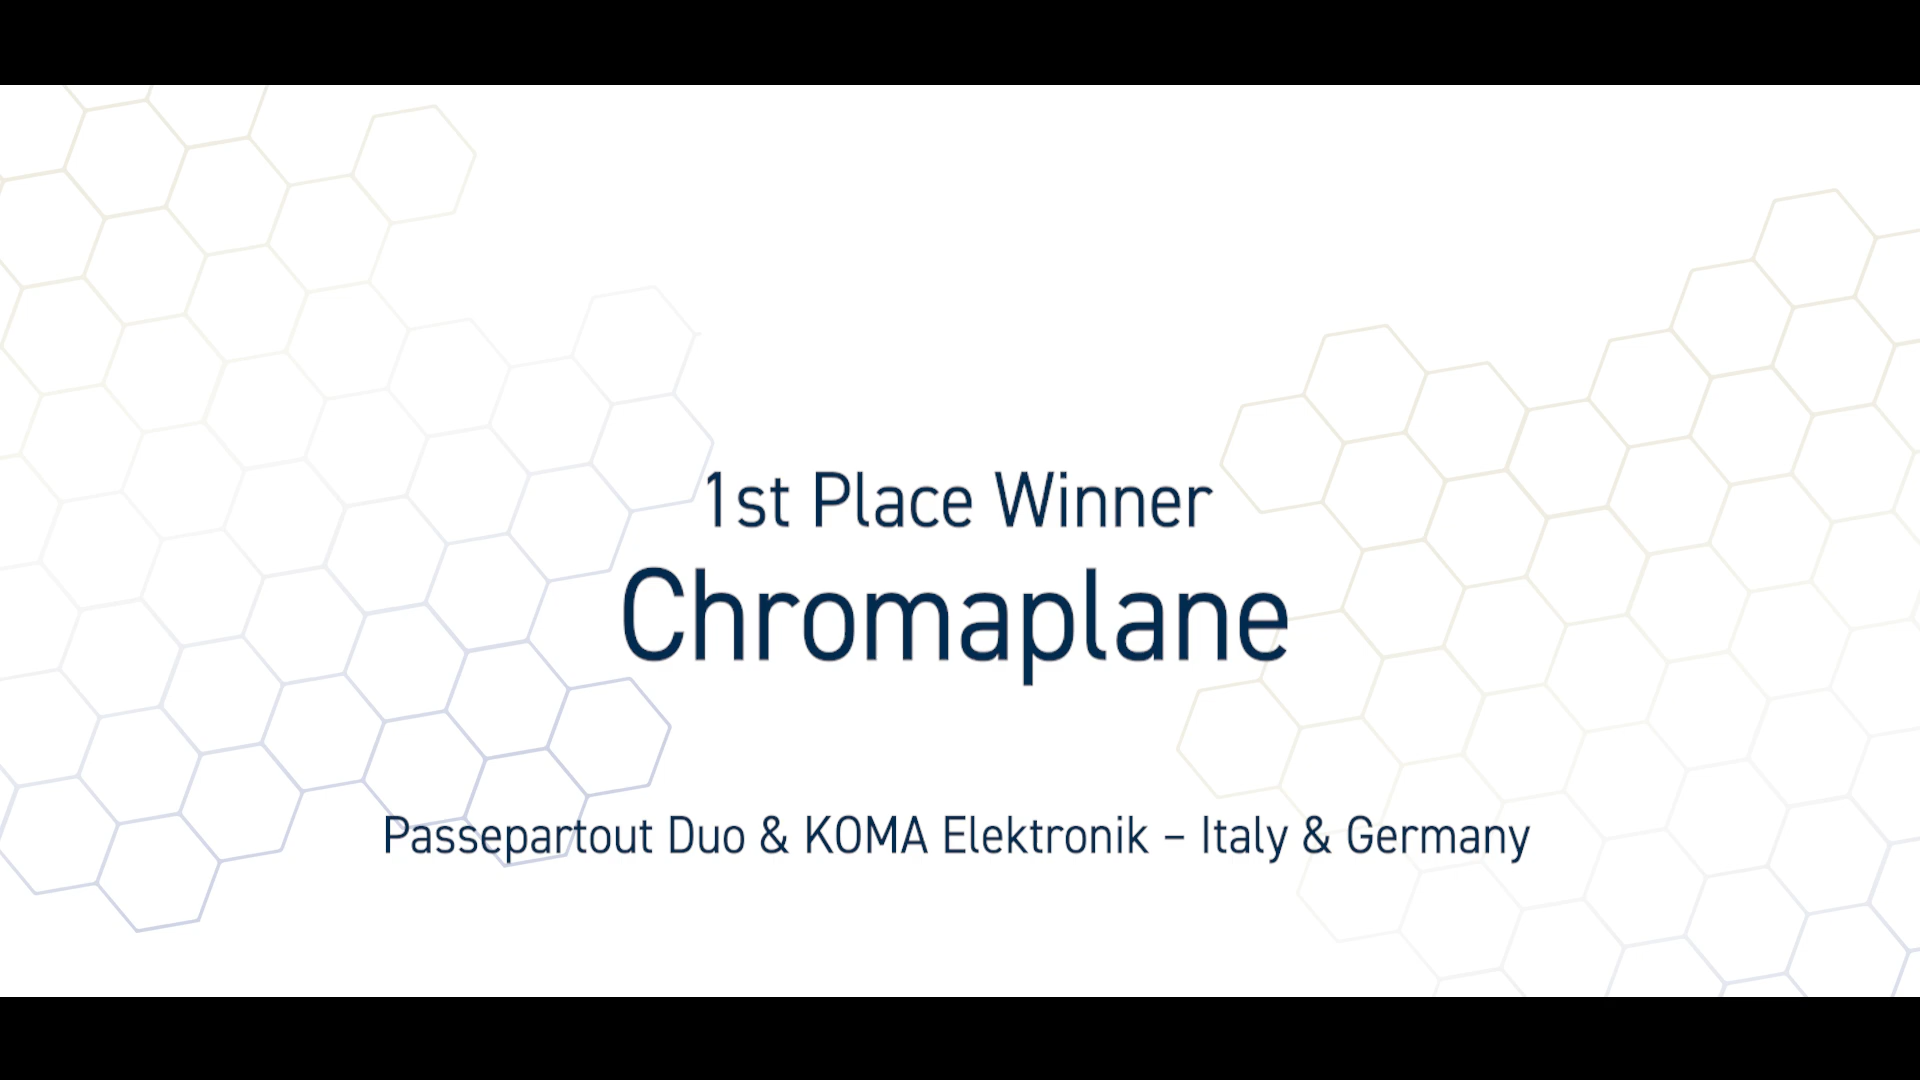 1st Place Winner
Chromaplane
Passepartout Duo & KOMA Elektronik – Italy & Germany